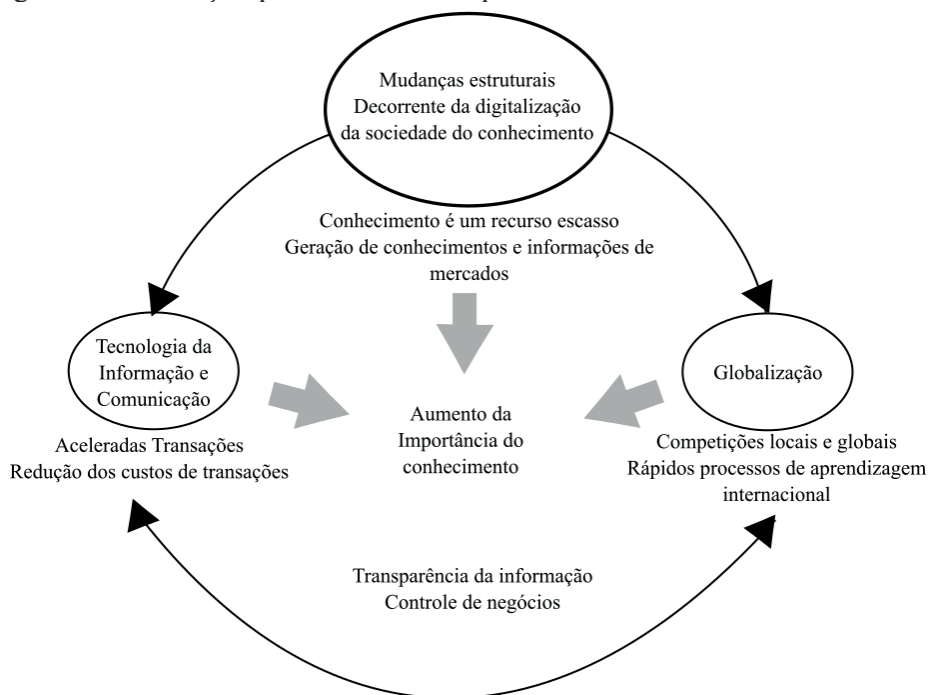 Mudanças estruturais
Decorrente da digitalização
da sociedade do conhecimento
Conhecimento é um recurso escasso
Geração de conhecimentos e informações de
mercados
Tecnologia da
Informação e
Comunicação
Globalização
Aumento da
Importância do
conhecimento
Aceleradas Transações
Redução dos custos de transações
Competições locais e globais
Rápidos processos de aprendizagem
internacional
Transparência da informação
Controle de negócios